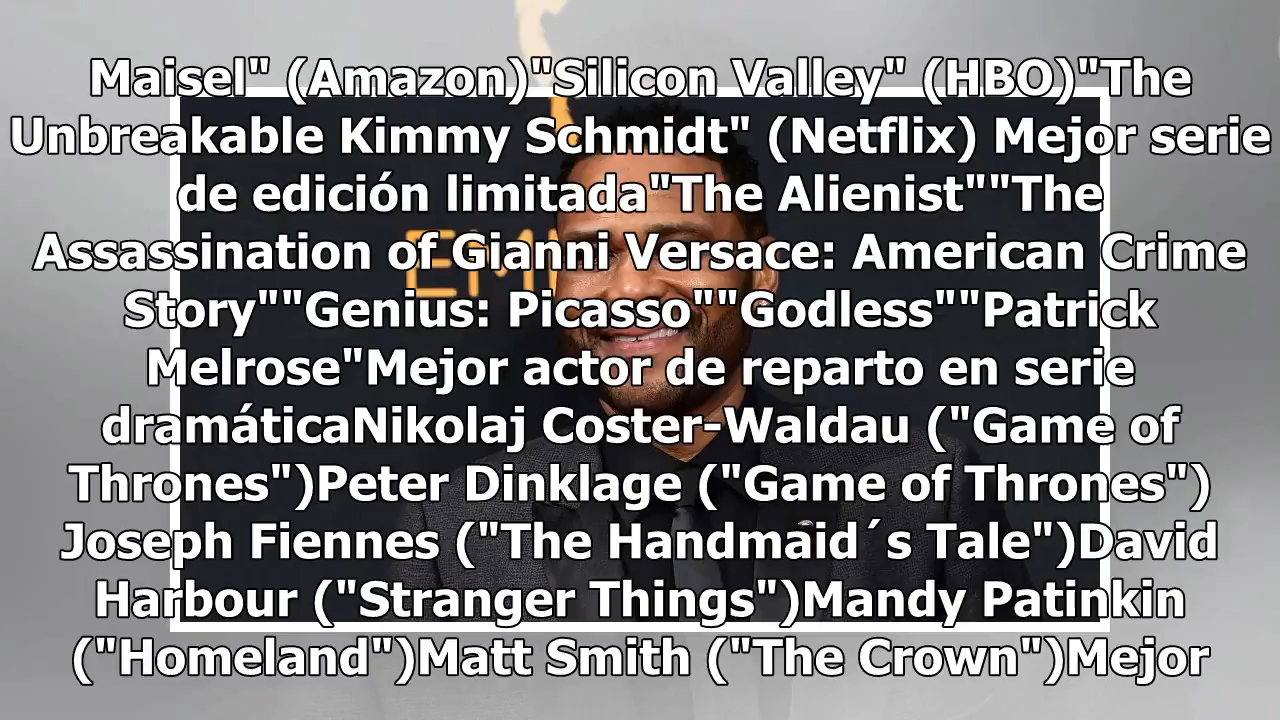 Maisel" (Amazon)"Silicon Valley" (HBO)"The
Unbreakable Kimmy Schmidt" (Netflix) Mejor serie
de edición limitada"The Alienist""The
Assassination of Gianni Versace: American Crime
Story""Genius: Picasso""Godless""Patrick
Melrose"Mejor actor de reparto en serie
dramáticaNikolaj Coster-Waldau ("Game of
Thrones")Peter Dinklage ("Game of Thrones")
Joseph Fiennes ("The Handmaid´s Tale")David
Harbour ("Stranger Things")Mandy Patinkin
("Homeland")Matt Smith ("The Crown")Mejor